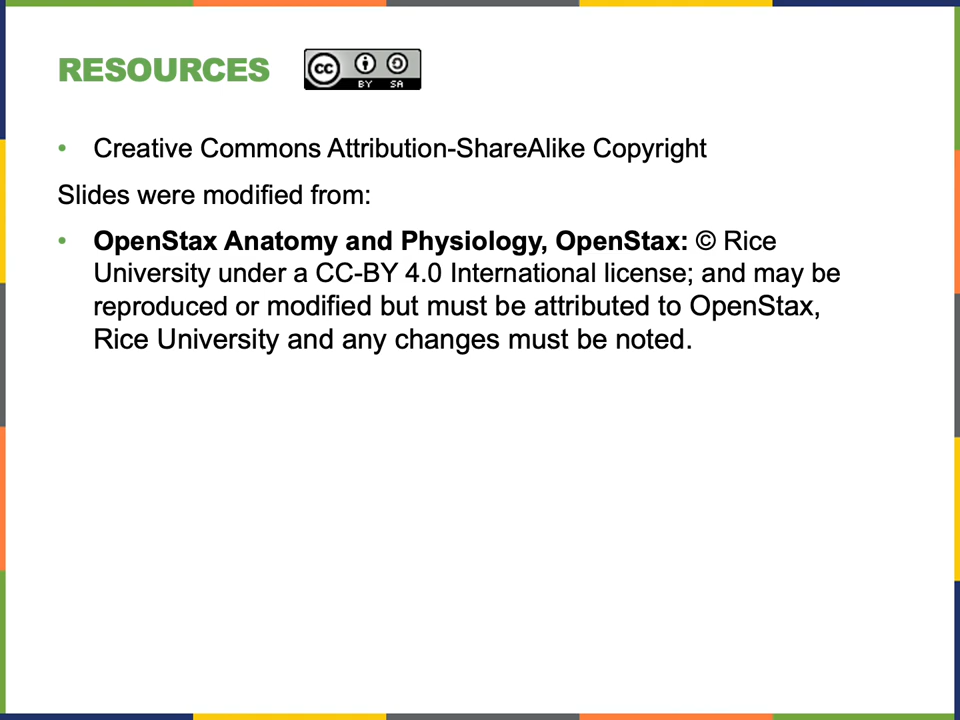 RESOURCES
cc
BY SA
• Creative Commons Attribution-ShareAlike Copyright
Slides were modified from:
• OpenStax Anatomy and Physiology, OpenStax: © Rice
University under a CC-BY 4.0 International license; and may be
reproduced or modified but must be attributed to OpenStax,
Rice University and any changes must be noted.